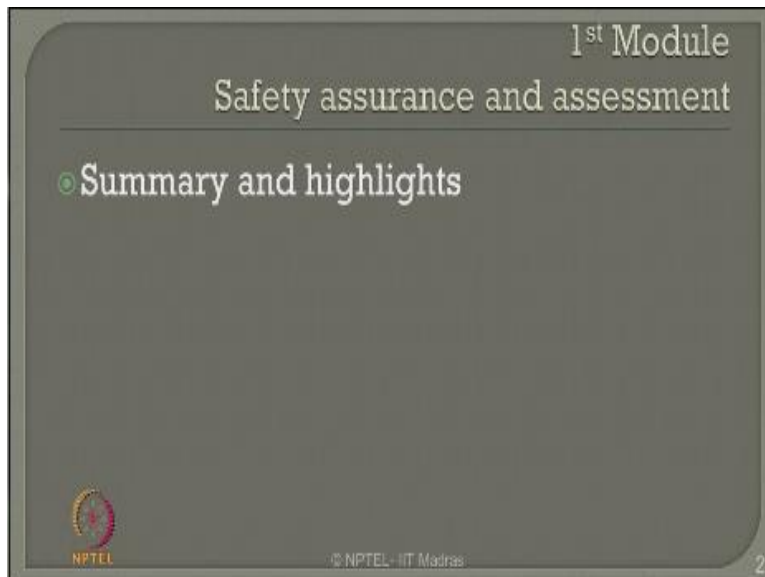 1st Module
Safety assurance and assessment
Summary and highlights
NPTEL
© NPTEL- IIT Madras
2